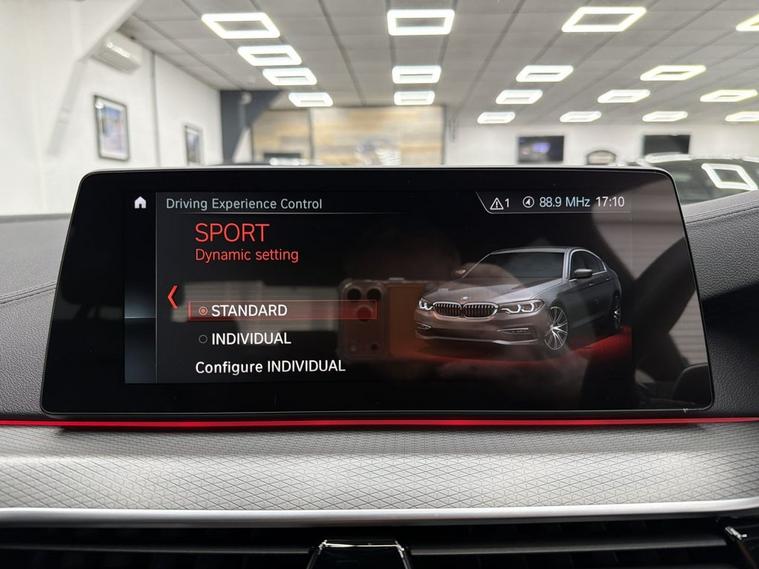 Driving Experience Control
1 88.9 MHz 17:10
SPORT
Dynamic setting
STANDARD
INDIVIDUAL
Configure INDIVIDUAL